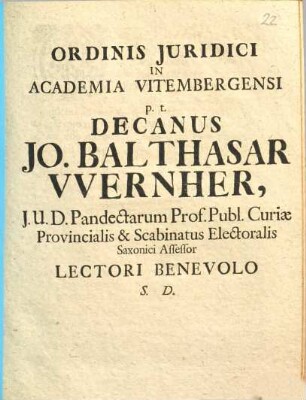 22
ORDINIS JURIDICI
IN
ACADEMIA VITEMBERGENSI
p. t.
DECANUS
JO. BALTHASAR
VVERNHER,
J. U. D. Pandectarum Prof. Publ. Curiæ
Provincialis & Scabinatus Electoralis
Saxonici Assessor
LECTORI BENEVOLO
S. D.